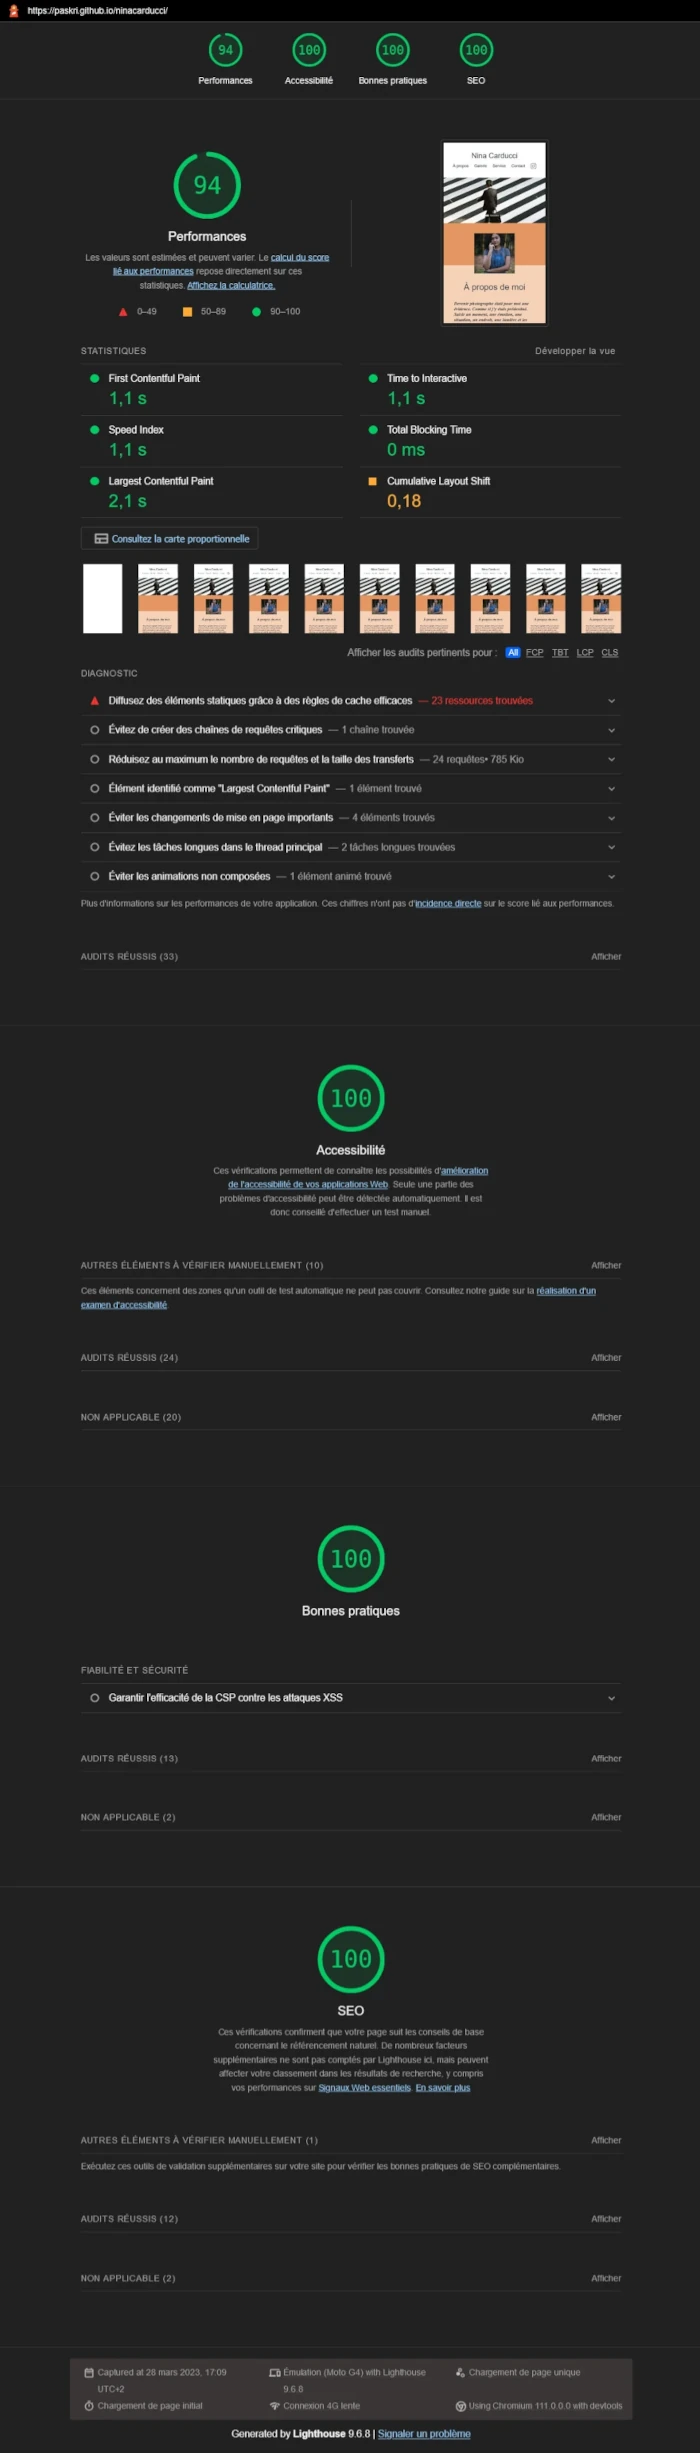 https://paskri.github.io/ninacarducci/
94 100 100 100
Performances Accessibilité Bonnes pratiques SEO
94
Performances
Les valeurs sont estimées et peuvent varier. Le calcul du score
lié aux performances repose directement sur ces
statistiques. Affichez la calculatrice.
0–49 50–89 90–100
Nina Carducci
À propos de moi
STATISTIQUES
Développer la vue
First Contentful Paint
1,1 s
Time to Interactive
1,1 s
Speed Index
1,1 s
Total Blocking Time
0 ms
Largest Contentful Paint
2,1 s
Cumulative Layout Shift
0,18
Consultez la carte proportionnelle
Afficher les audits pertinents pour : All FCP TBT LCP CLS
DIAGNOSTIC
Diffusez des éléments statiques grâce à des règles de cache efficaces — 23 ressources trouvées
Évitez de créer des chaînes de requêtes critiques — 1 chaîne trouvée
Réduisez au maximum le nombre de requêtes et la taille des transferts — 24 requêtes• 785 Kio
Élément identifié comme "Largest Contentful Paint" — 1 élément trouvé
Éviter les changements de mise en page importants — 4 éléments trouvés
Évitez les tâches longues dans le thread principal — 2 tâches longues trouvées
Éviter les animations non composées — 1 élément animé trouvé
Plus d'informations sur les performances de votre application. Ces chiffres n'ont pas d'incidence directe sur le score lié aux performances.
AUDITS RÉUSSIS (33)
Afficher
100
Accessibilité
Ces vérifications permettent de connaître les possibilités d'amélioration
de l'accessibilité de vos applications Web. Seule une partie des
problèmes d'accessibilité peut être détectée automatiquement. Il est
donc conseillé d'effectuer un test manuel.
AUTRES ÉLÉMENTS À VÉRIFIER MANUELLEMENT (10)
Afficher
Ces éléments concernent des zones qu'un outil de test automatique ne peut pas couvrir. Consultez notre guide sur la réalisation d'un
examen d'accessibilité.
AUDITS RÉUSSIS (24)
Afficher
NON APPLICABLE (20)
Afficher
100
Bonnes pratiques
FIABILITÉ ET SÉCURITÉ
Garantir l'efficacité de la CSP contre les attaques XSS
AUDITS RÉUSSIS (13)
Afficher
NON APPLICABLE (2)
Afficher
100
SEO
Ces vérifications confirment que votre page suit les conseils de base
concernant le référencement naturel. De nombreux facteurs
supplémentaires ne sont pas comptés par Lighthouse ici, mais peuvent
affecter votre classement dans les résultats de recherche, y compris
vos performances sur Signaux Web essentiels. En savoir plus
AUTRES ÉLÉMENTS À VÉRIFIER MANUELLEMENT (1)
Afficher
Exécutez ces outils de validation supplémentaires sur votre site pour vérifier les bonnes pratiques de SEO complémentaires.
AUDITS RÉUSSIS (12)
Afficher
NON APPLICABLE (2)
Afficher
Captured at 28 mars 2023, 17:09
UTC+2
Émulation (Moto G4) with Lighthouse
9.6.8
Chargement de page unique
Chargement de page initial
Connexion 4G lente
Using Chromium 111.0.0.0 with devtools
Generated by Lighthouse 9.6.8 | Signaler un problème